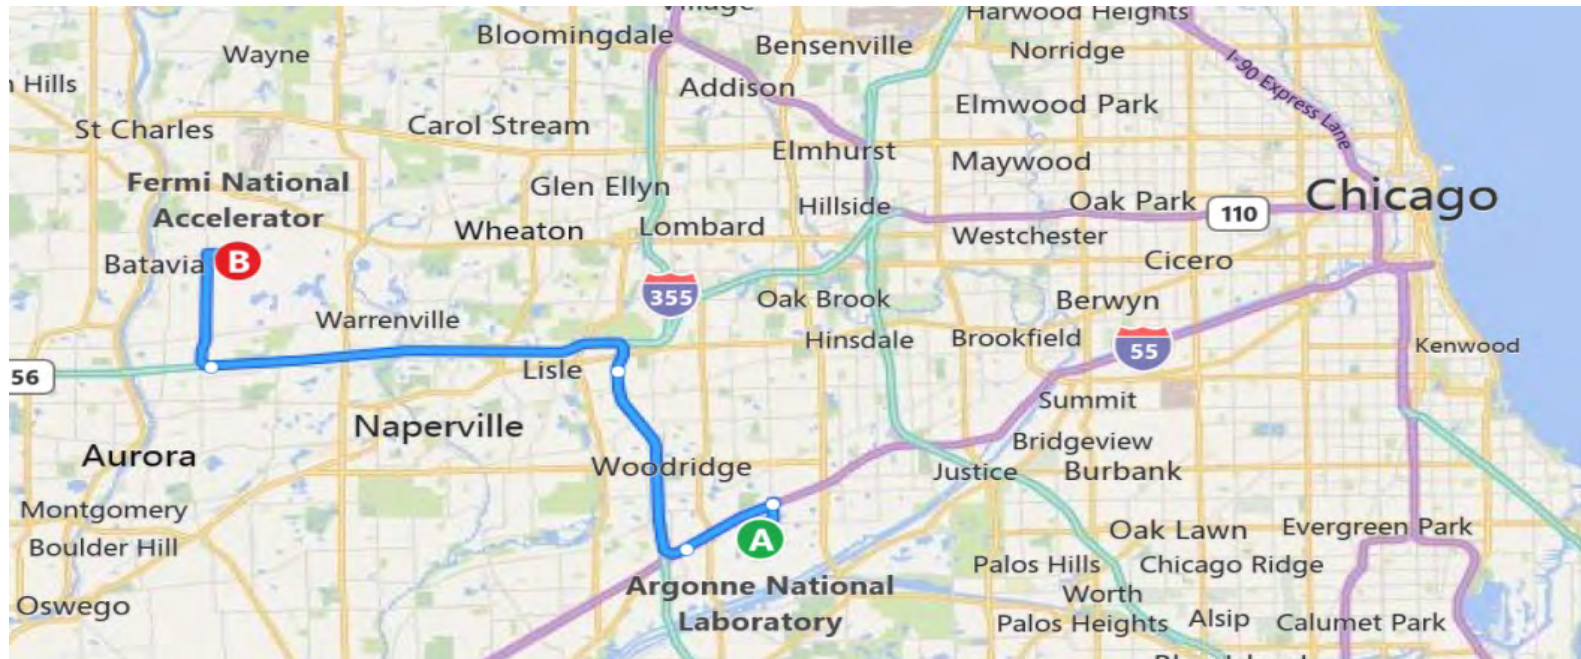 Village
Harwood Heights
Bloomingdale
Bensenville
Norridge
Wayne
I-90 Express Lane
Hills
Addison
Elmwood Park
St Charles
Carol Stream
Elmhurst
Maywood
Fermi National
Accelerator
Glen Ellyn
Hillside
Oak Park
110
Chicago
Wheaton
Lombard
Westchester
Batavia
B
Cicero
355
Oak Brook
Berwyn
Warrenville
Hinsdale
Brookfield
55
Kenwood
56
Lisle
Summit
Naperville
Bridgeview
Aurora
Woodridge
Justice
Burbank
Montgomery
Oak Lawn
Evergreen Park
Boulder Hill
A
Palos Hills
Chicago Ridge
Argonne National
Laboratory
Worth
Oswego
Palos Heights
Alsip
Calumet Park